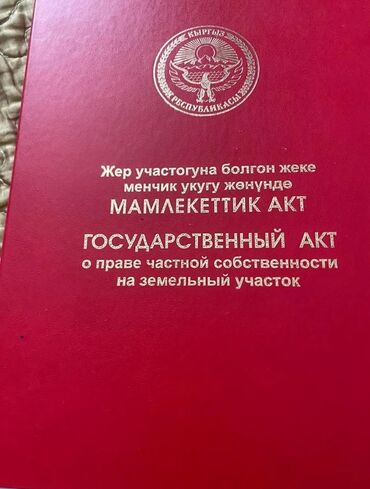 КЫРГЫЗ
РЕСПУБЛИКАСЫ
Жер участогуна болгон жеке
менчик укугу жөнүндө
МАМЛЕКЕТТИК АКТ
ГОСУДАРСТВЕННЫЙ АКТ
о праве частной собственности
на земельный участок